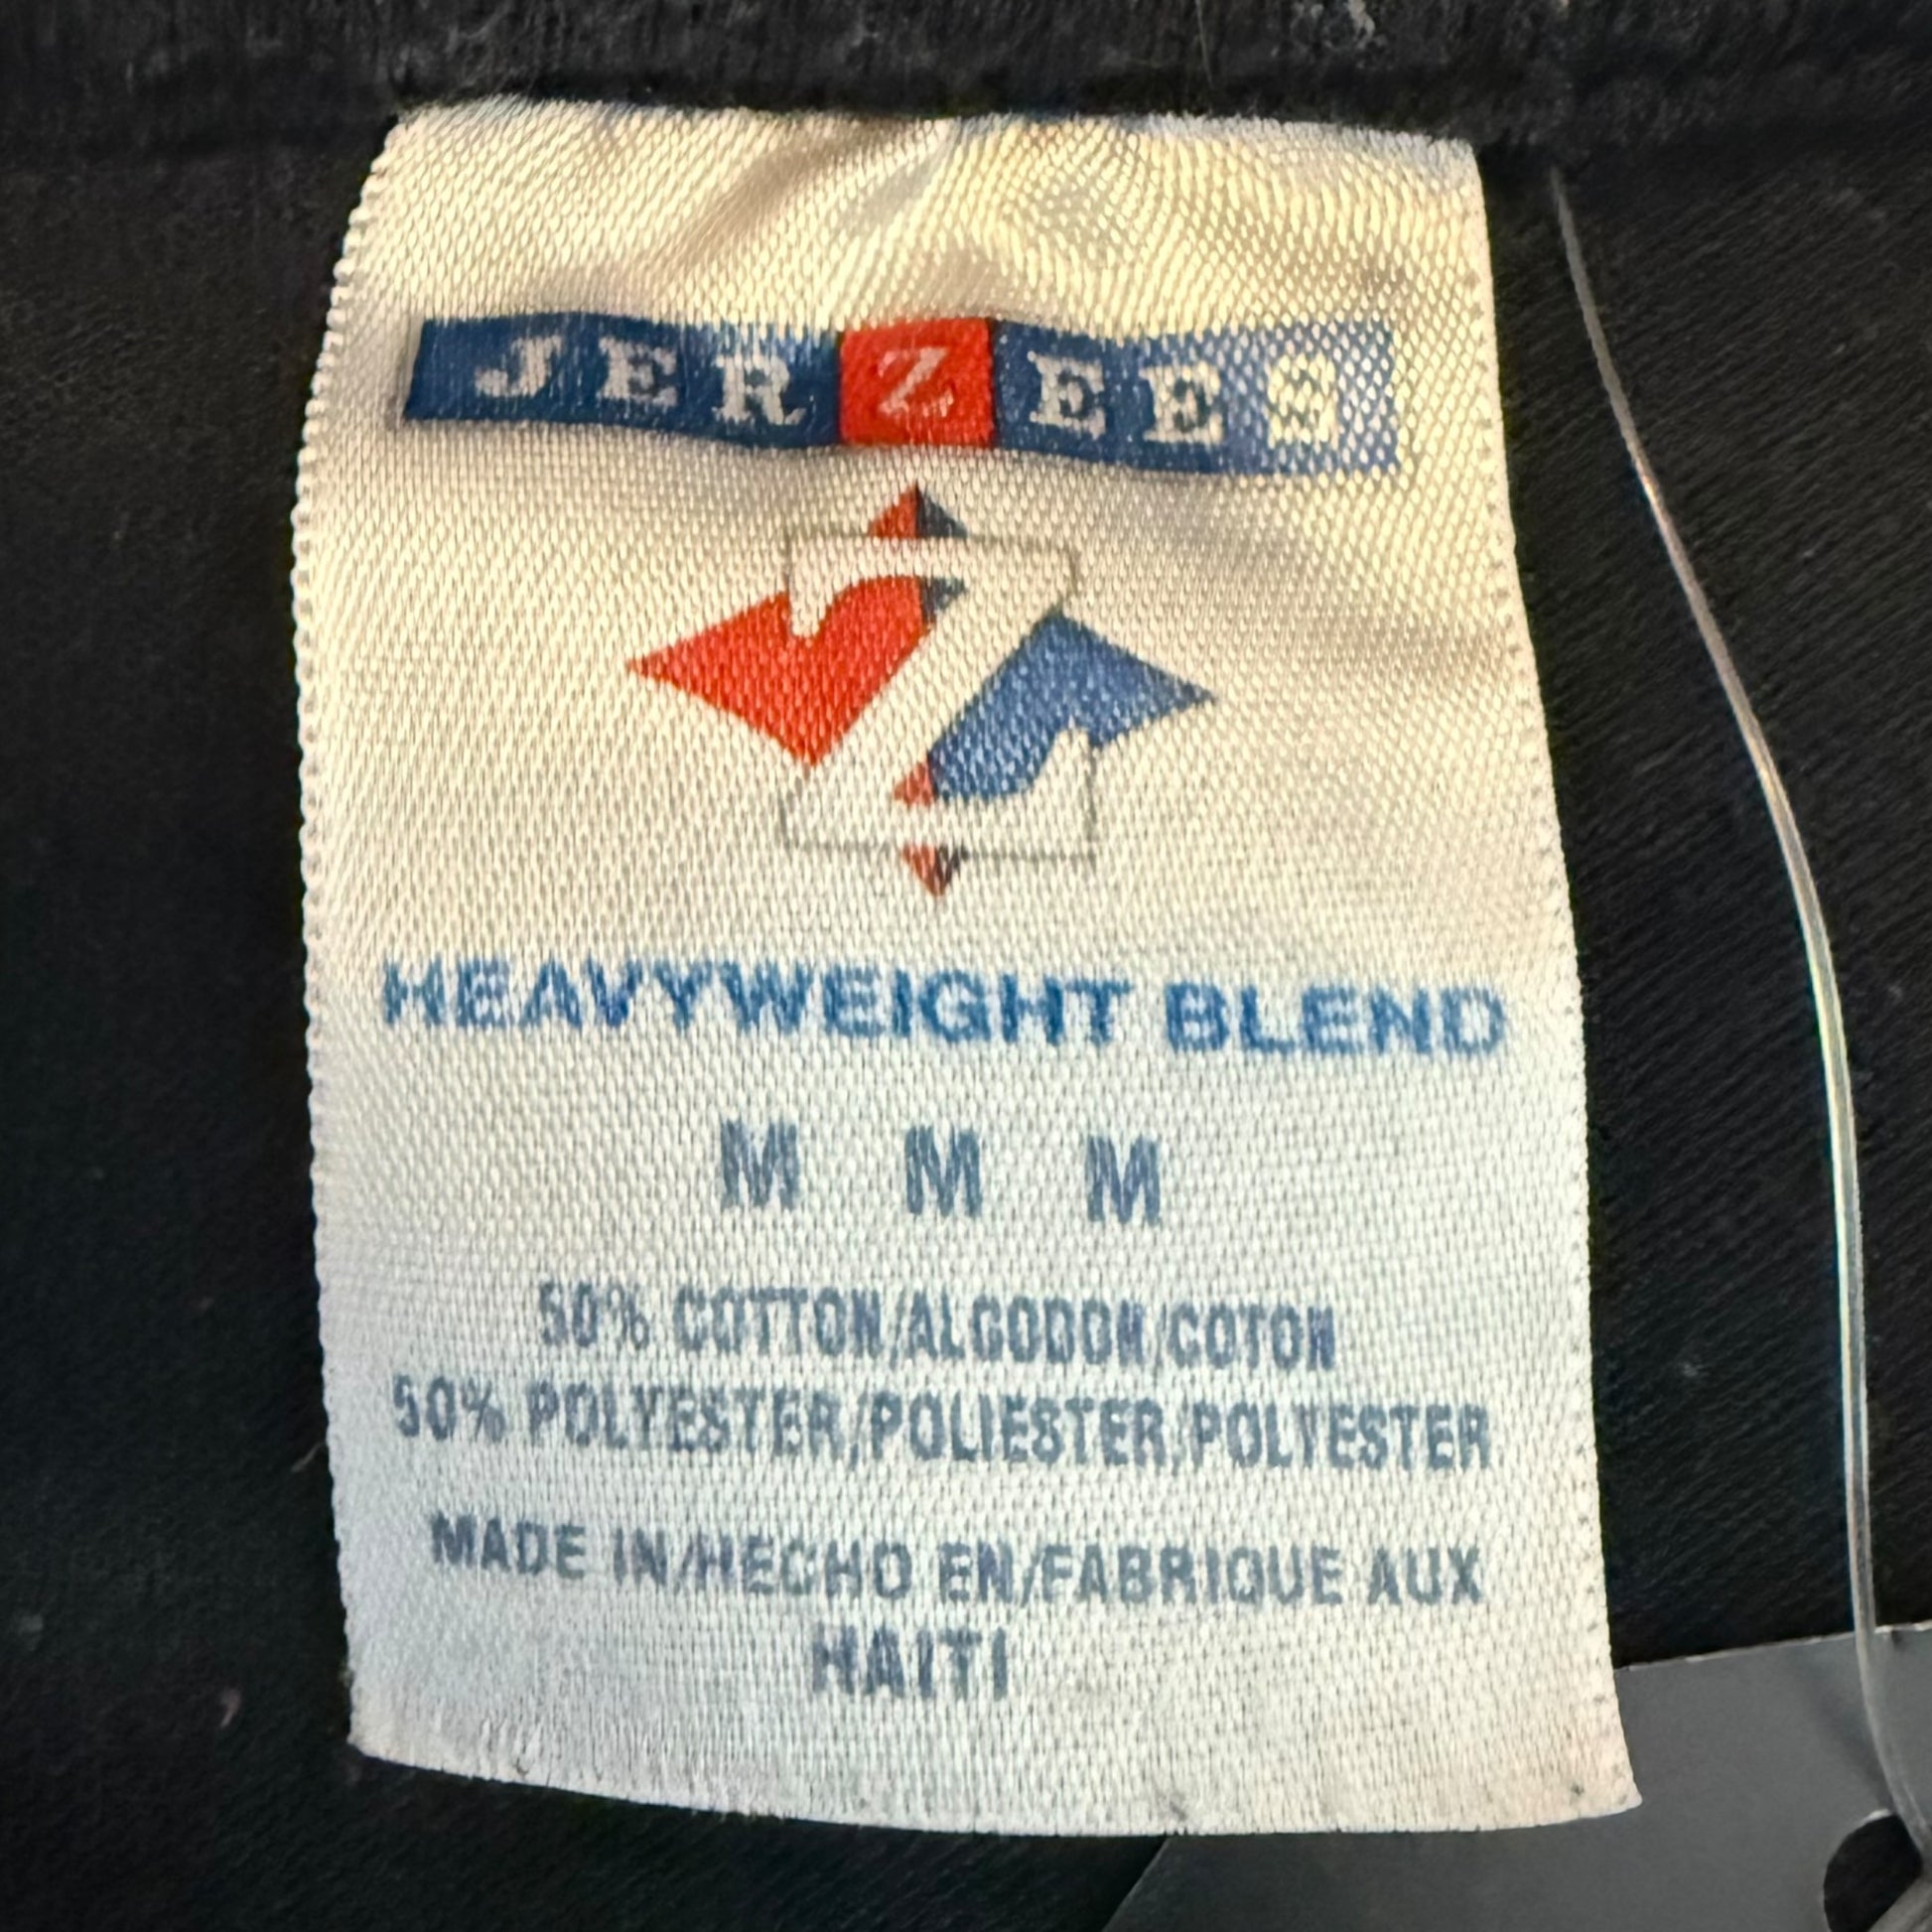 JERZEES
Z
HEAVYWEIGHT BLEND
M M M
50% COTTON/ALGODON/COTON
50% POLYESTER/POLIESTER/POLYESTER
MADE IN/HECHO EN/FABRIQUE AUX
HAITI